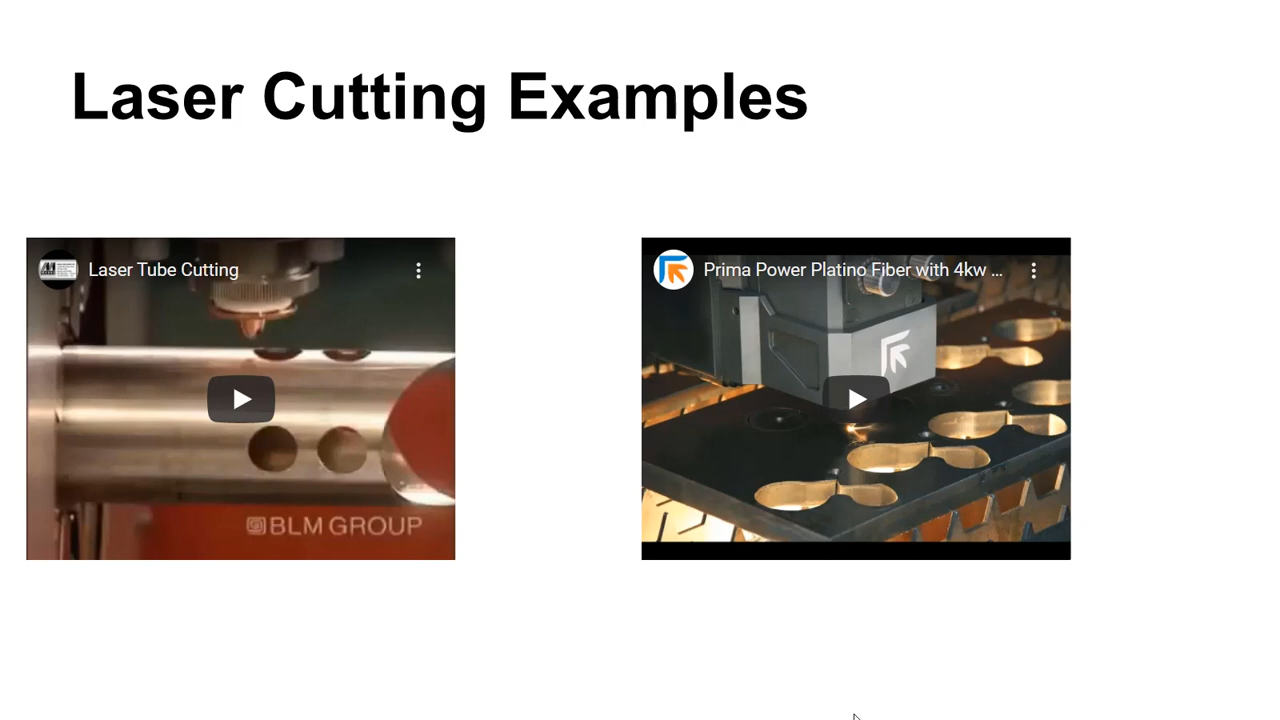 Laser Cutting Examples
Laser Tube Cutting
BLM GROUP
Prima Power Platino Fiber with 4kw ...